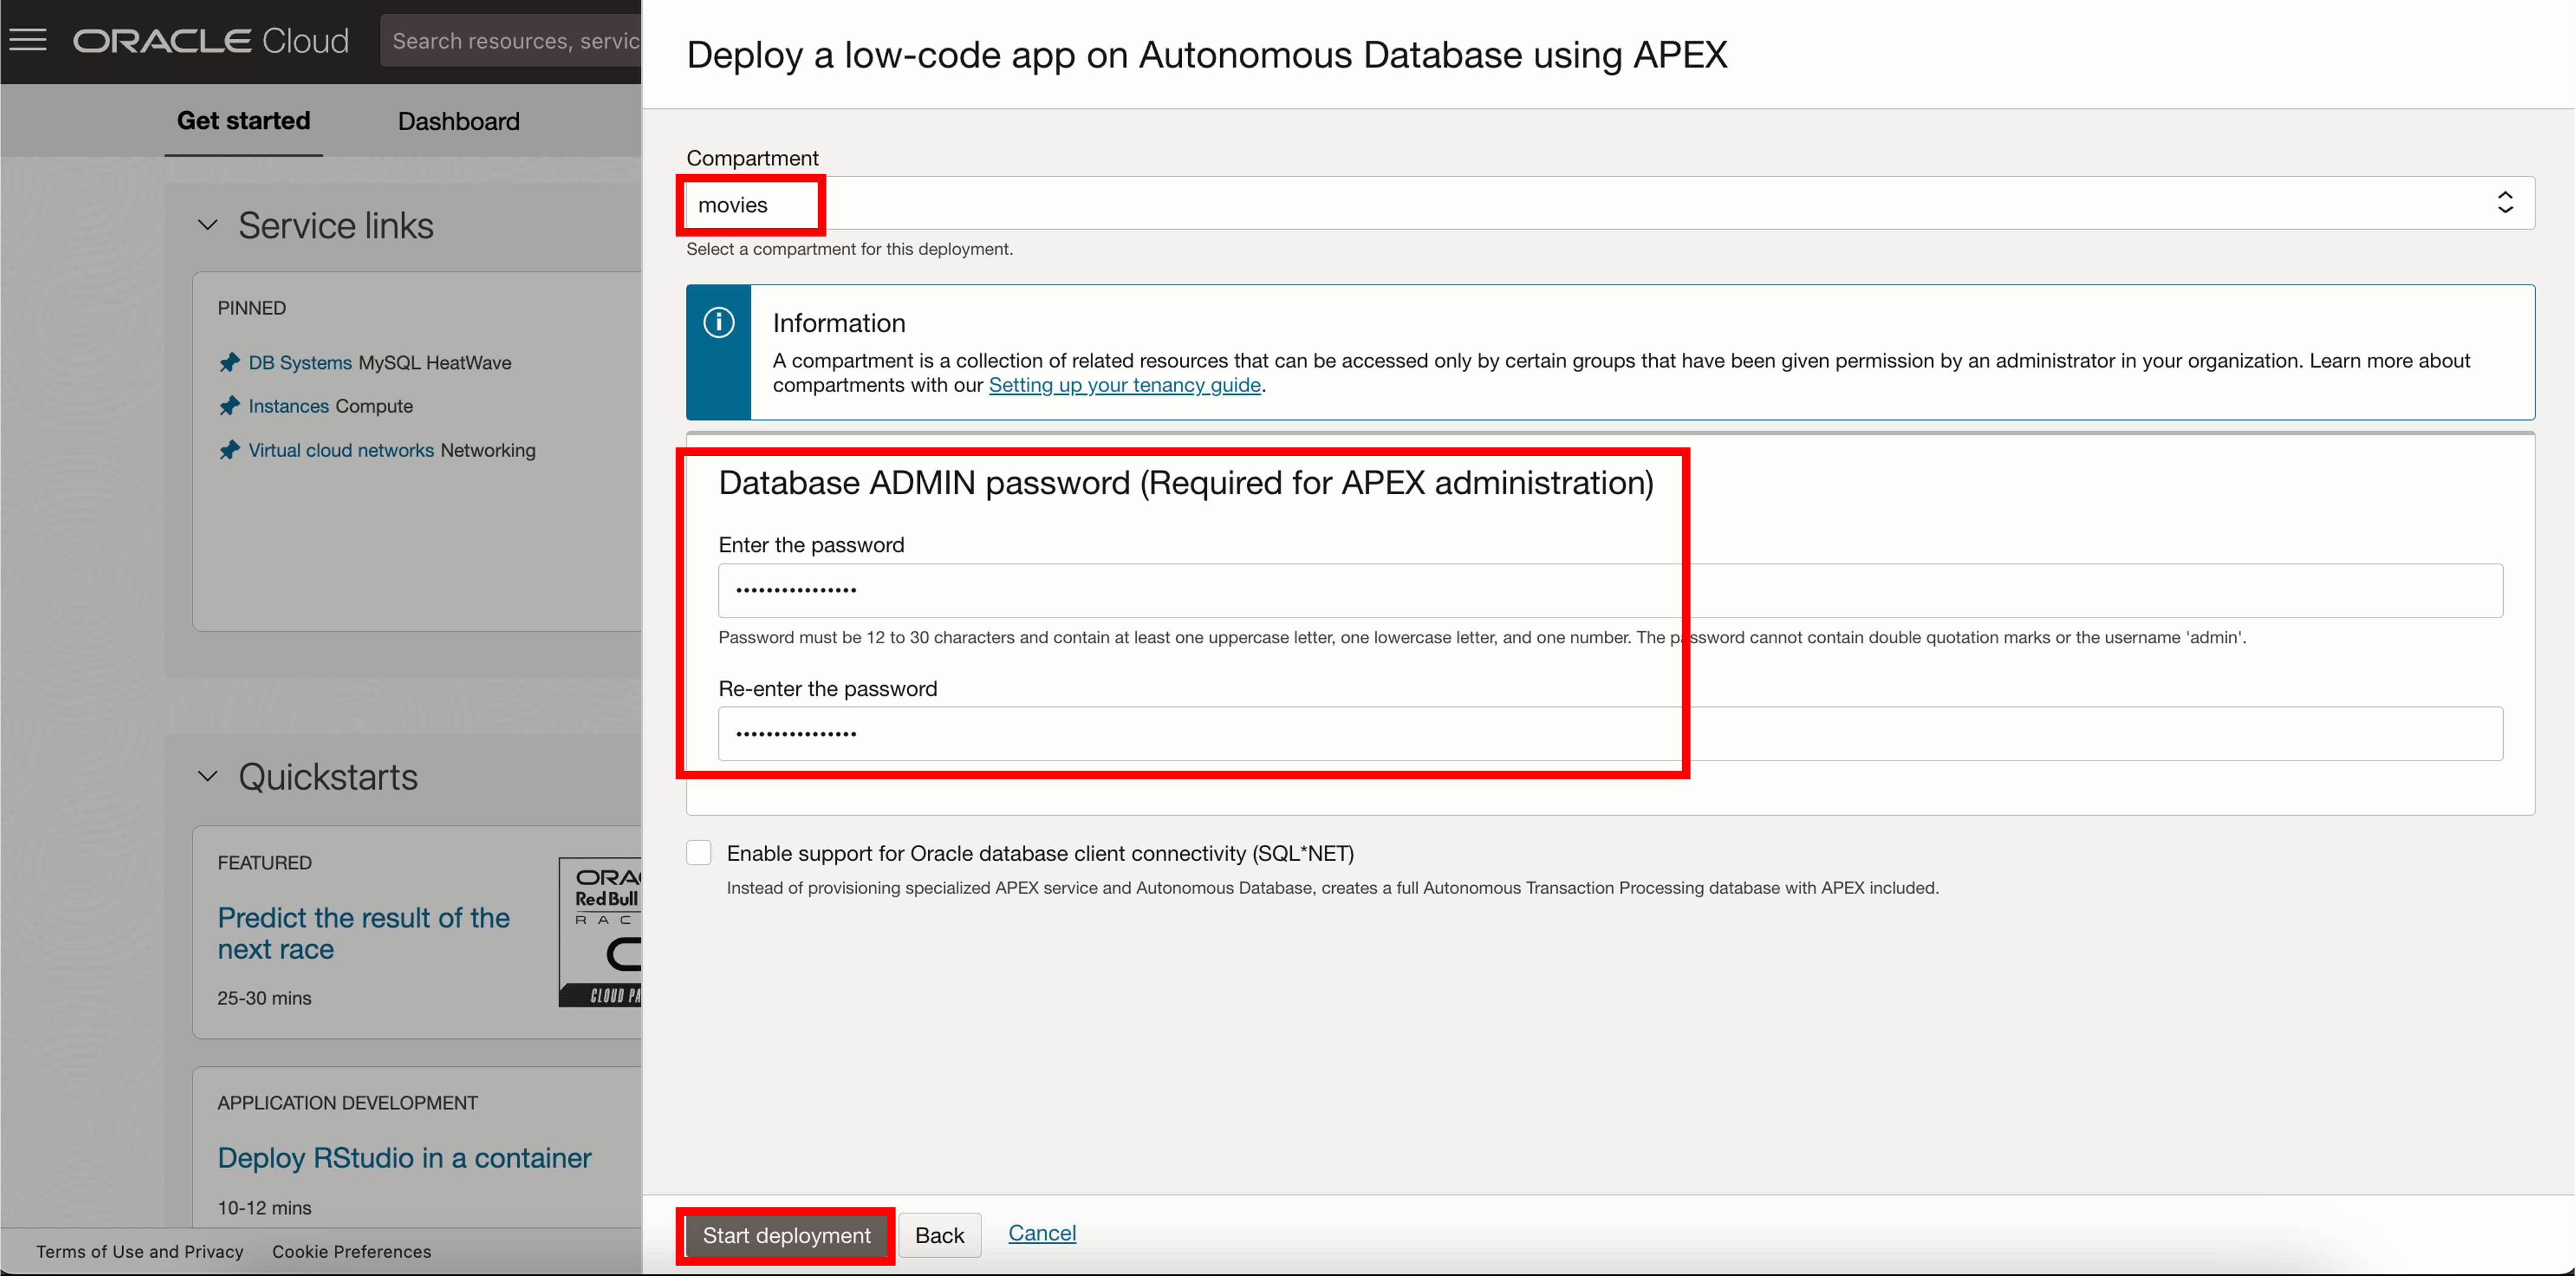 ORACLE Cloud
Search resources, servic
Get started
Dashboard
Service links
PINNED
DB Systems MySQL HeatWave
Instances Compute
Virtual cloud networks Networking
Quickstarts
FEATURED
Predict the result of the
next race
25-30 mins
ORA
Red Bull
RAC
CLOUD PA
APPLICATION DEVELOPMENT
Deploy RStudio in a container
10-12 mins
Terms of Use and Privacy
Cookie Preferences
Deploy a low-code app on Autonomous Database using APEX
Compartment
movies
Select a compartment for this deployment.
Information
A compartment is a collection of related resources that can be accessed only by certain groups that have been given permission by an administrator in your organization. Learn more about
compartments with our Setting up your tenancy guide.
Database ADMIN password (Required for APEX administration)
Enter the password
••••••••••••••••
Password must be 12 to 30 characters and contain at least one uppercase letter, one lowercase letter, and one number. The password cannot contain double quotation marks or the username 'admin'.
Re-enter the password
••••••••••••••••
Enable support for Oracle database client connectivity (SQL*NET)
Instead of provisioning specialized APEX service and Autonomous Database, creates a full Autonomous Transaction Processing database with APEX included.
Start deployment
Back
Cancel